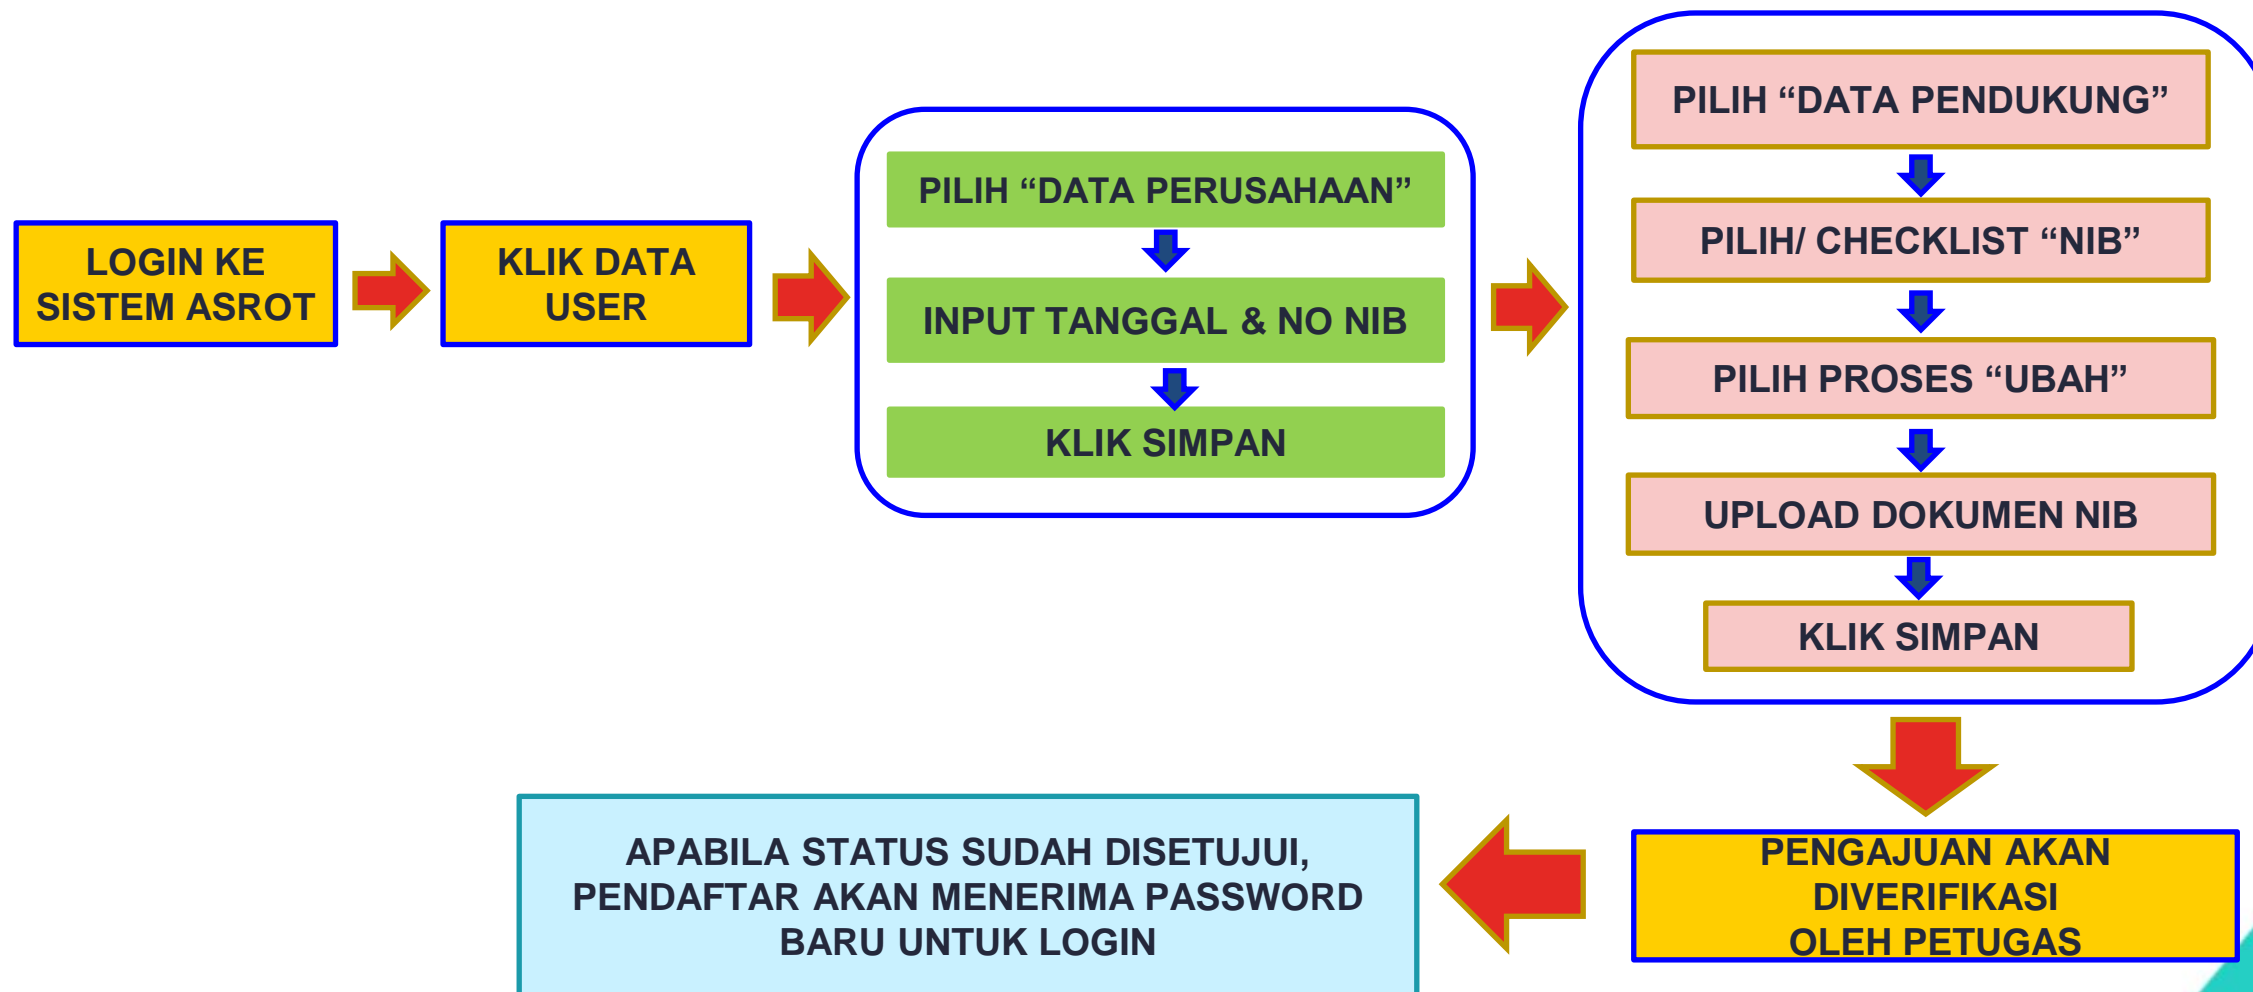 LOGIN KE
SISTEM ASROT
KLIK DATA
USER
PILIH “DATA PERUSAHAAN”
INPUT TANGGAL & NO NIB
KLIK SIMPAN
PILIH “DATA PENDUKUNG”
PILIH/ CHECKLIST “NIB”
PILIH PROSES “UBAH”
UPLOAD DOKUMEN NIB
KLIK SIMPAN
PENGAJUAN AKAN
DIVERIFIKASI
OLEH PETUGAS
APABILA STATUS SUDAH DISETUJUI,
PENDAFTAR AKAN MENERIMA PASSWORD
BARU UNTUK LOGIN